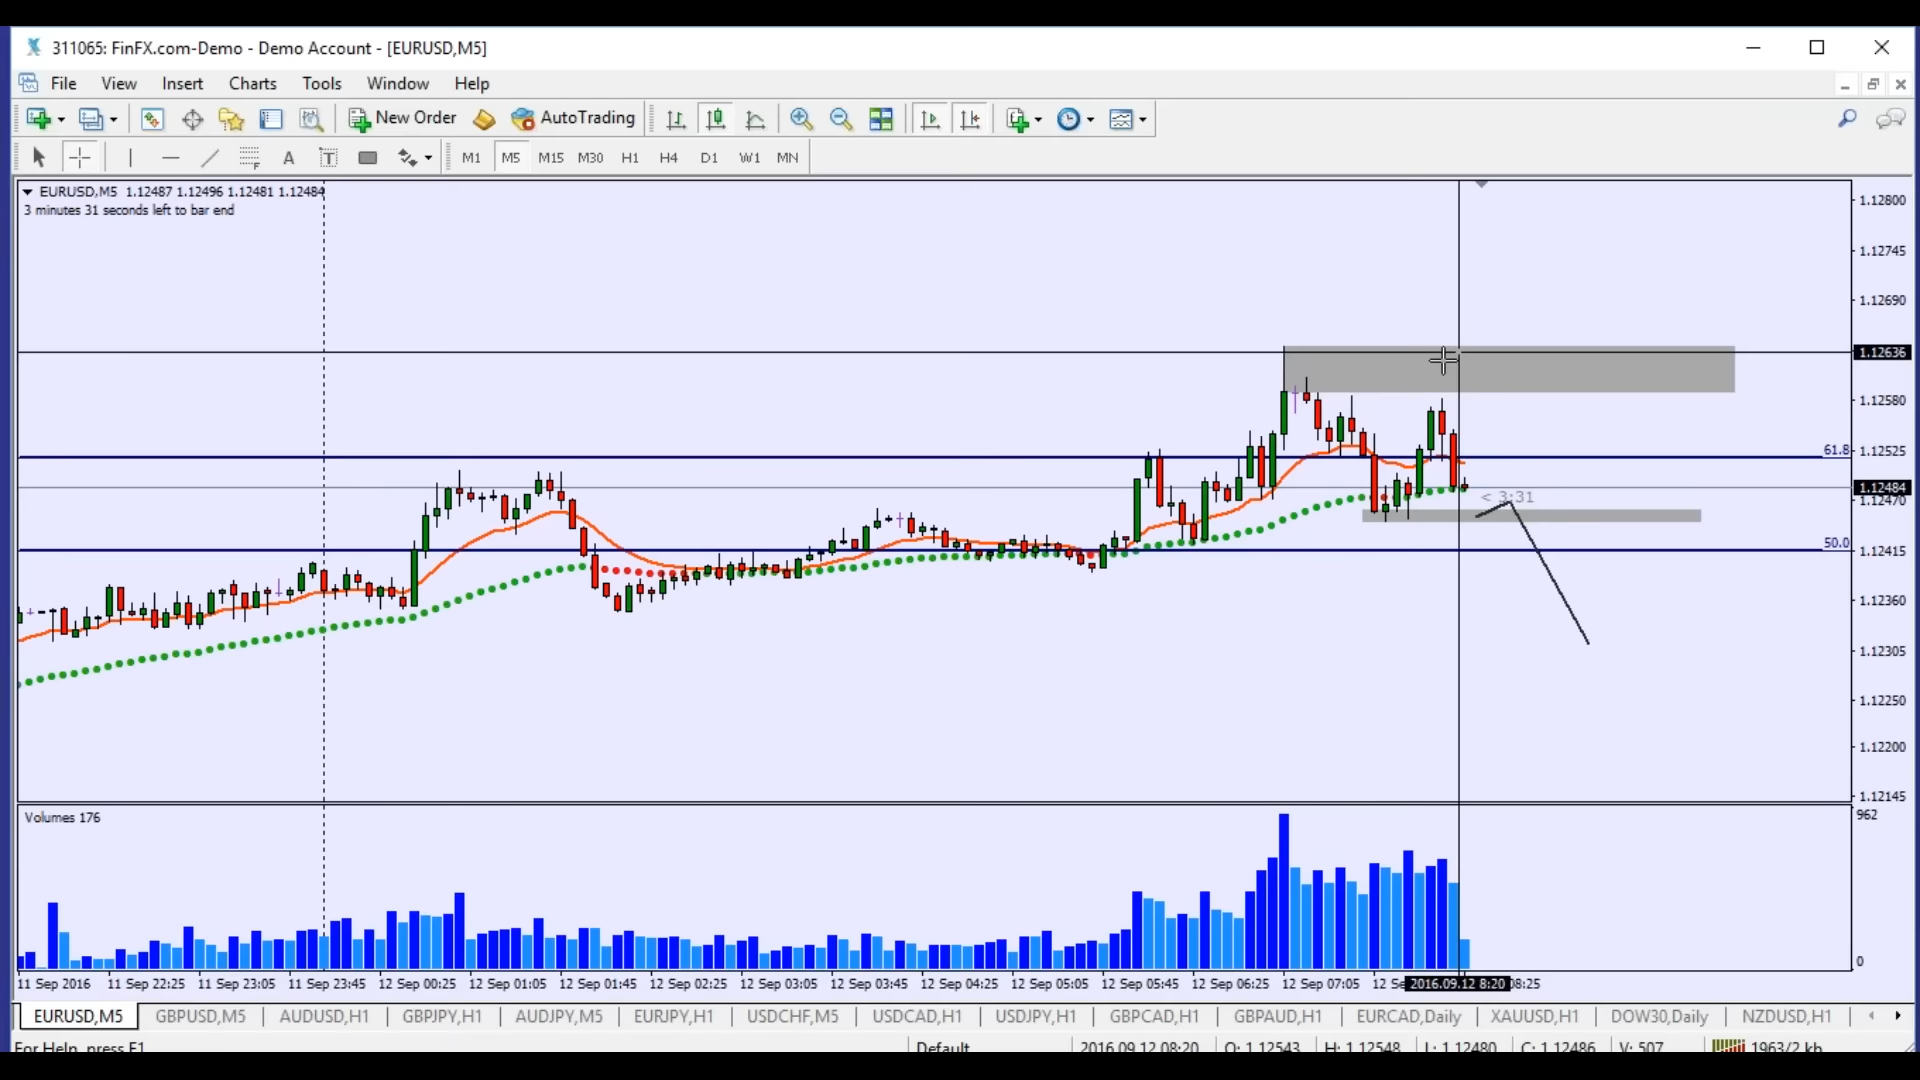 311065: FinFX.com-Demo - Demo Account - [EURUSD,M5]
File View Insert Charts Tools Window Help
New Order AutoTrading
A T M1 M5 M15 M30 H1 H4 D1 W1 MN
EURUSD,M5 1.12487 1.12496 1.12481 1.12484
3 minutes 31 seconds left to bar end
1.12800
1.12745
1.12690
1.12636
1.12580
61.8
1.12525
1.12484
< 3:31
1.12470
50.0
1.12415
1.12360
1.12305
1.12250
1.12200
1.12145
Volumes 176
962
0
11 Sep 2016 11 Sep 22:25 11 Sep 23:05 11 Sep 23:45 12 Sep 00:25 12 Sep 01:05 12 Sep 01:45 12 Sep 02:25 12 Sep 03:05 12 Sep 03:45 12 Sep 04:25 12 Sep 05:05 12 Sep 05:45 12 Sep 06:25 12 Sep 07:05 12 Se 2016.09.12 8:20 08:25
EURUSD,M5 GBPUSD,M5 AUDUSD,H1 GBPJPY,H1 AUDJPY,M5 EURJPY,H1 USDCHF,M5 USDCAD,H1 USDJPY,H1 GBPCAD,H1 GBPAUD,H1 EURCAD,Daily XAUUSD,H1 DOW30,Daily NZDUSD,H1
For Help, press F1 Default 2016.09.12 08:20 O: 1.12543 H: 1.12548 L: 1.12480 C: 1.12486 V: 507 1963/2 kb